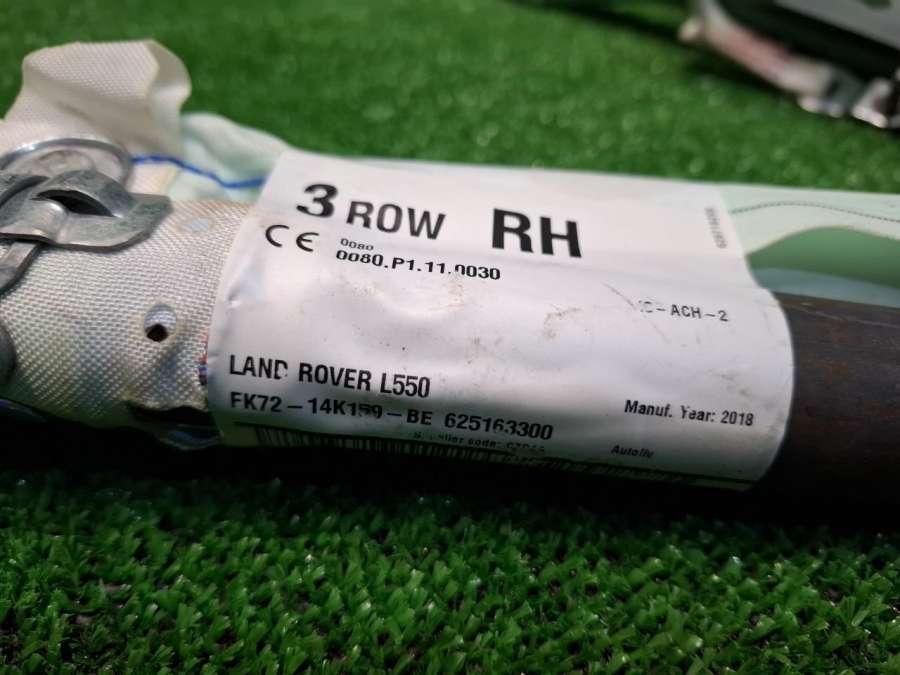 3 ROW RH
CE 0080
0080.P1.11.0030
- ACH - 2
LAND ROVER L550
Manuf. Year: 2018
FK72-14K159-BE 625163300
Autoliv